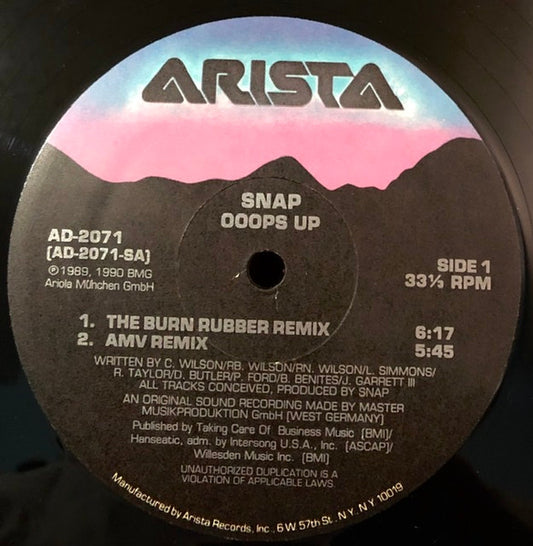 ARISTA
SNAP
OOOPS UP
AD-2071
(AD-2071-SA)
℗ 1989, 1990 BMG
Ariola München GmbH
SIDE 1
33⅓ RPM
1. THE BURN RUBBER REMIX 6:17
2. AMV REMIX 5:45
WRITTEN BY C. WILSON/RB. WILSON/RN. WILSON/L. SIMMONS/
R. TAYLOR/D. BUTLER/P. FORD/B. BENITES/J. GARRETT III
ALL TRACKS CONCEIVED, PRODUCED BY SNAP
AN ORIGINAL SOUND RECORDING MADE BY MASTER
MUSIKPRODUKTION GmbH [WEST GERMANY]
Published by Taking Care Of Business Music [BMI]/
Hanseatic, adm. by Intersong U.S.A., Inc. [ASCAP]/
Willesden Music Inc. [BMI]
UNAUTHORIZED DUPLICATION IS A
VIOLATION OF APPLICABLE LAWS
Manufactured by Arista Records, Inc., 6 W 57th St., N.Y. N.Y 10019